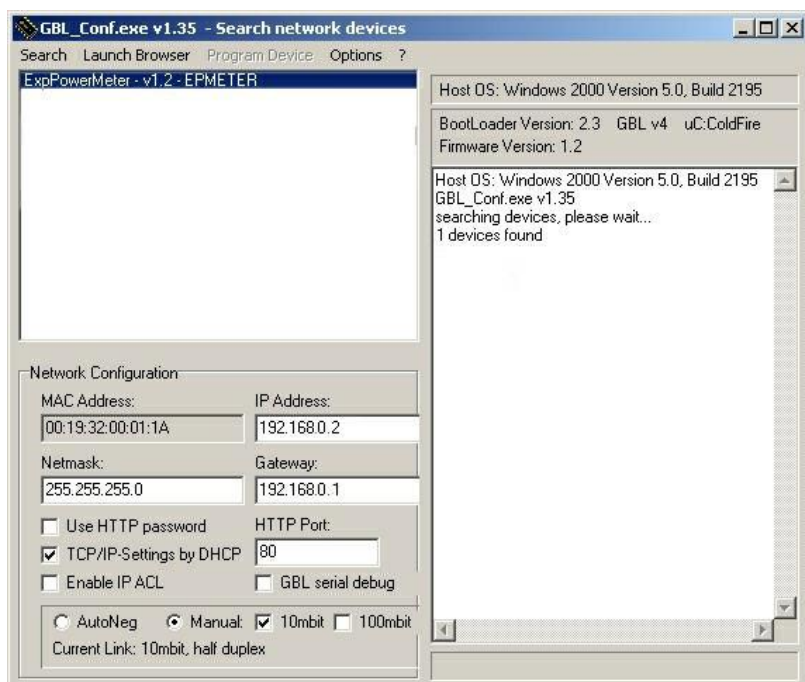 GBL_Conf.exe v1.35 - Search network devices
Search Launch Browser Program Device Options ?
ExpPowerMeter - v1.2 - EPMETER
Host OS: Windows 2000 Version 5.0, Build 2195
BootLoader Version: 2.3 GBL v4 uC:ColdFire
Firmware Version: 1.2
Host OS: Windows 2000 Version 5.0, Build 2195
GBL_Conf.exe v1.35
searching devices, please wait...
1 devices found
Network Configuration
MAC Address: IP Address:
00:19:32:00:01:1A 192.168.0.2
Netmask: Gateway:
255.255.255.0 192.168.0.1
Use HTTP password HTTP Port:
TCP/IP-Settings by DHCP 80
Enable IP ACL GBL serial debug
AutoNeg Manual: 10mbit 100mbit
Current Link: 10mbit, half duplex